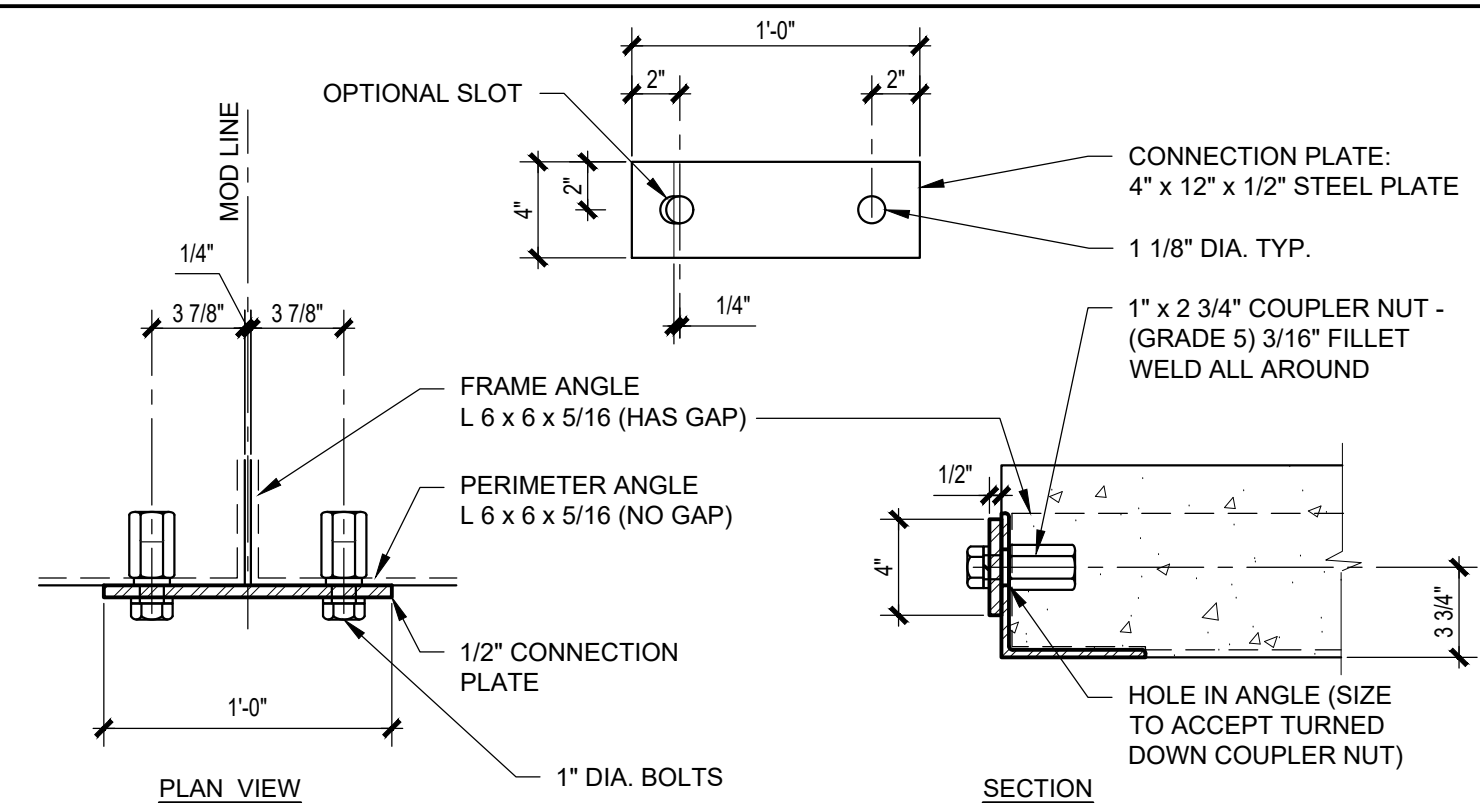 1'-0"
2"
2"
OPTIONAL SLOT
MOD LINE
4"
2"
CONNECTION PLATE:
4" x 12" x 1/2" STEEL PLATE
1 1/8" DIA. TYP.
1/4"
1/4"
3 7/8"
3 7/8"
1" x 2 3/4" COUPLER NUT -
(GRADE 5) 3/16" FILLET
WELD ALL AROUND
FRAME ANGLE
L 6 x 6 x 5/16 (HAS GAP)
PERIMETER ANGLE
L 6 x 6 x 5/16 (NO GAP)
1/2"
4"
3 3/4"
1/2" CONNECTION
PLATE
1'-0"
HOLE IN ANGLE (SIZE
TO ACCEPT TURNED
DOWN COUPLER NUT)
1" DIA. BOLTS
PLAN VIEW
SECTION